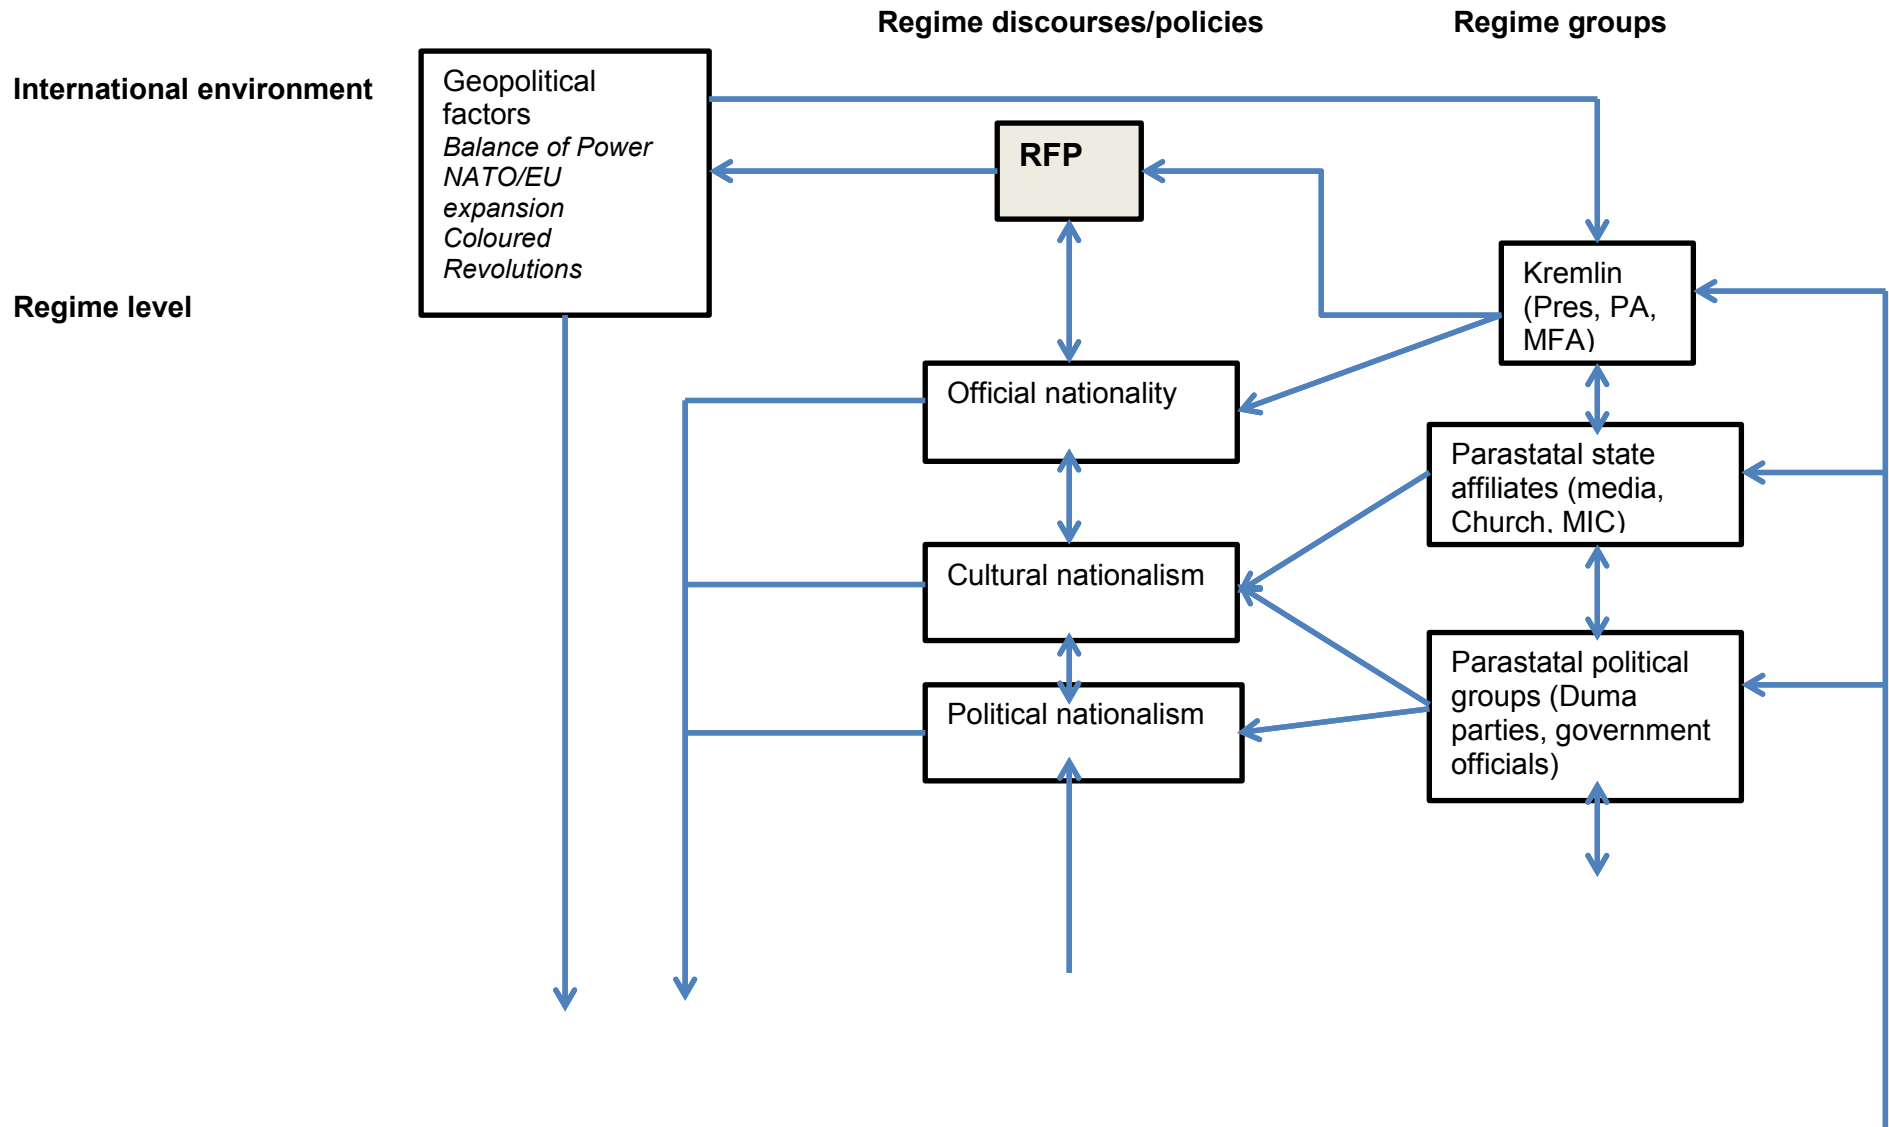 Regime discourses/policies
Regime groups
International environment
Geopolitical
factors
Balance of Power
NATO/EU
expansion
Coloured
Revolutions
RFP
Regime level
Kremlin
(Pres, PA,
MFA)
Official nationality
Parastatal state
affiliates (media,
Church, MIC)
Cultural nationalism
Parastatal political
groups (Duma
parties, government
officials)
Political nationalism